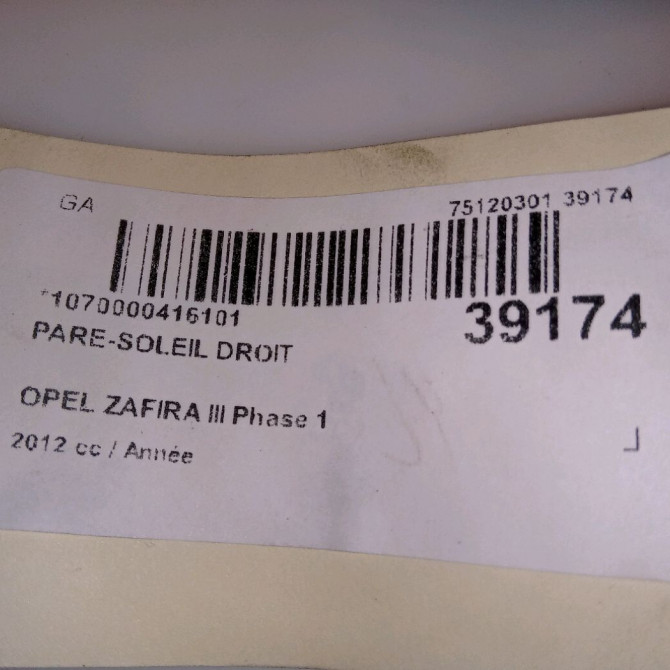 GA
75120301 39174
*1070000416101
39174
PARE-SOLEIL DROIT
OPEL ZAFIRA III Phase 1
2012 cc / Année